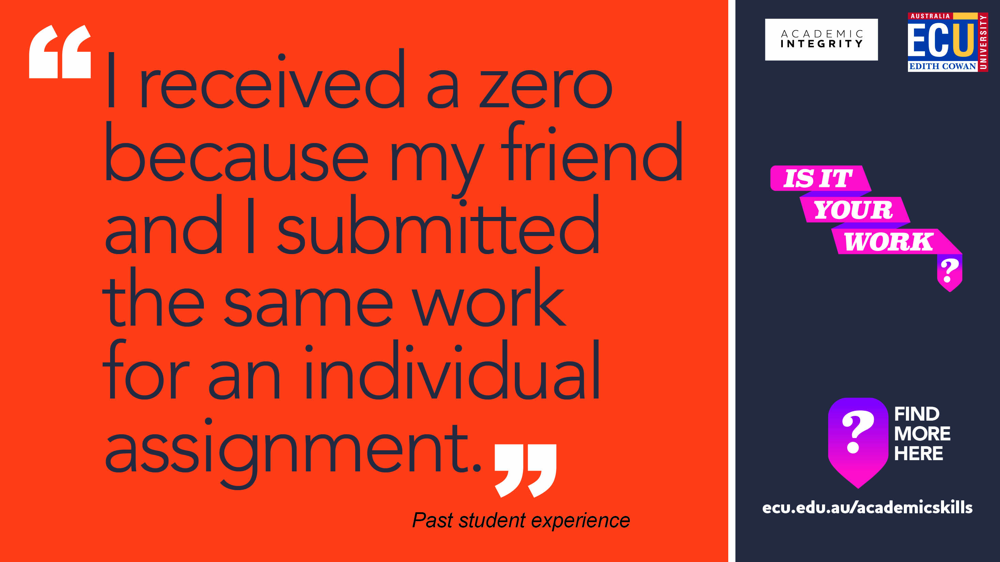 “I received a zero
because my friend
and I submitted
the same work
for an individual
assignment.”
Past student experience
ACADEMIC
INTEGRITY
AUSTRALIA
ECU
EDITH COWAN
UNIVERSITY
IS IT
YOUR
WORK
?
?
FIND
MORE
HERE
ecu.edu.au/academicskills